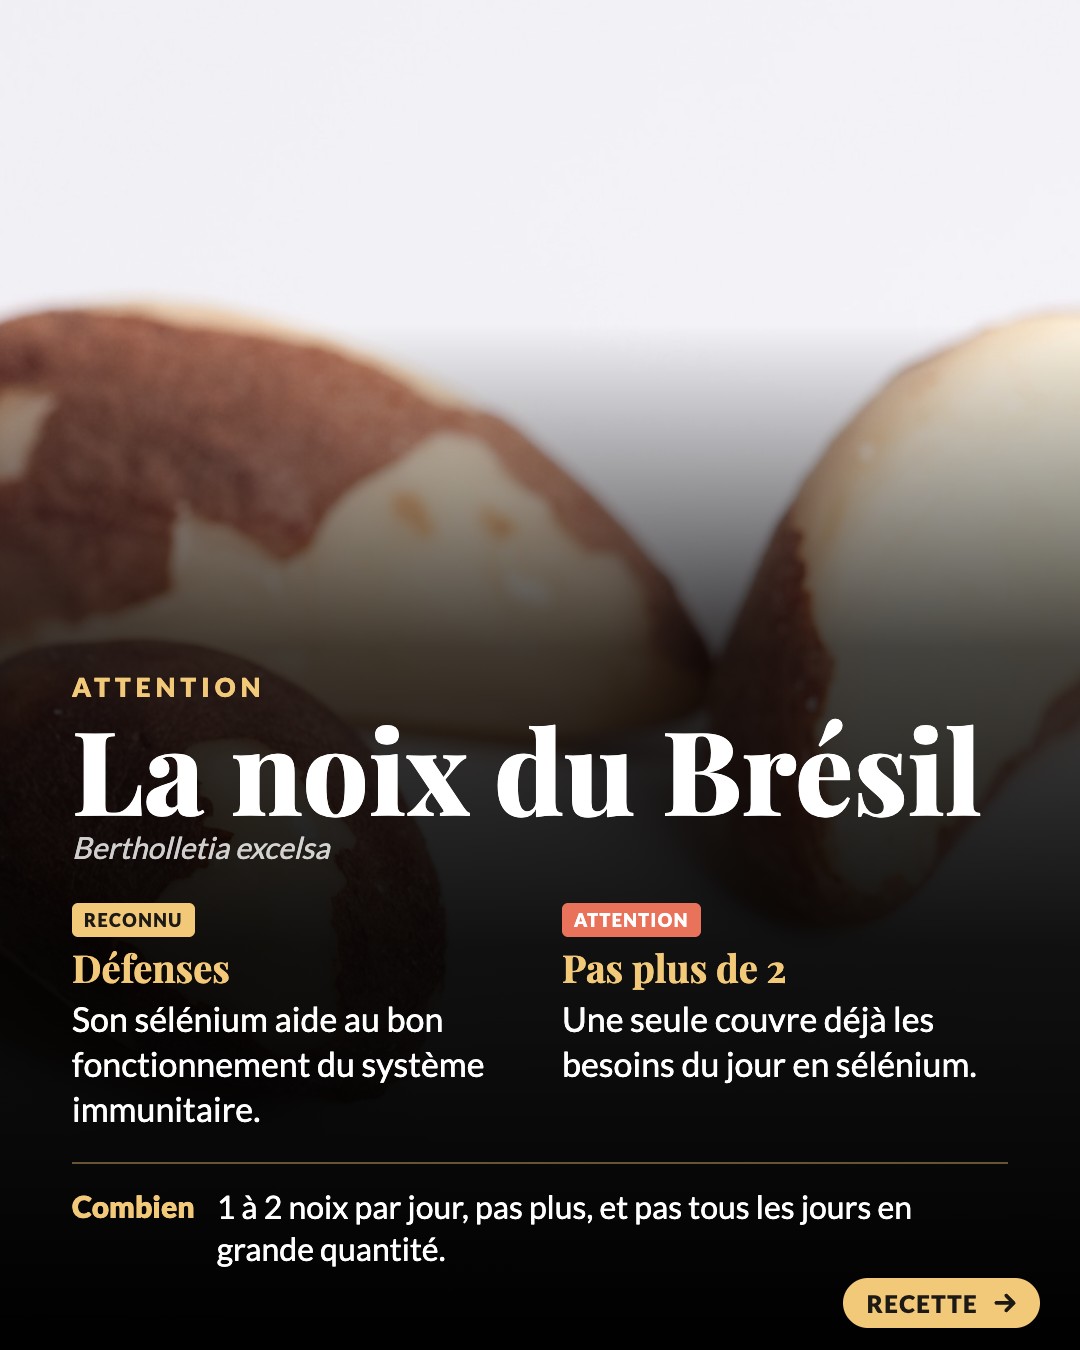 ATTENTION
La noix du Brésil
Bertholletia excelsa
RECONNU
Défenses
Son sélénium aide au bon
fonctionnement du système
immunitaire.
ATTENTION
Pas plus de 2
Une seule couvre déjà les
besoins du jour en sélénium.
Combien 1 à 2 noix par jour, pas plus, et pas tous les jours en
grande quantité.
RECETTE →